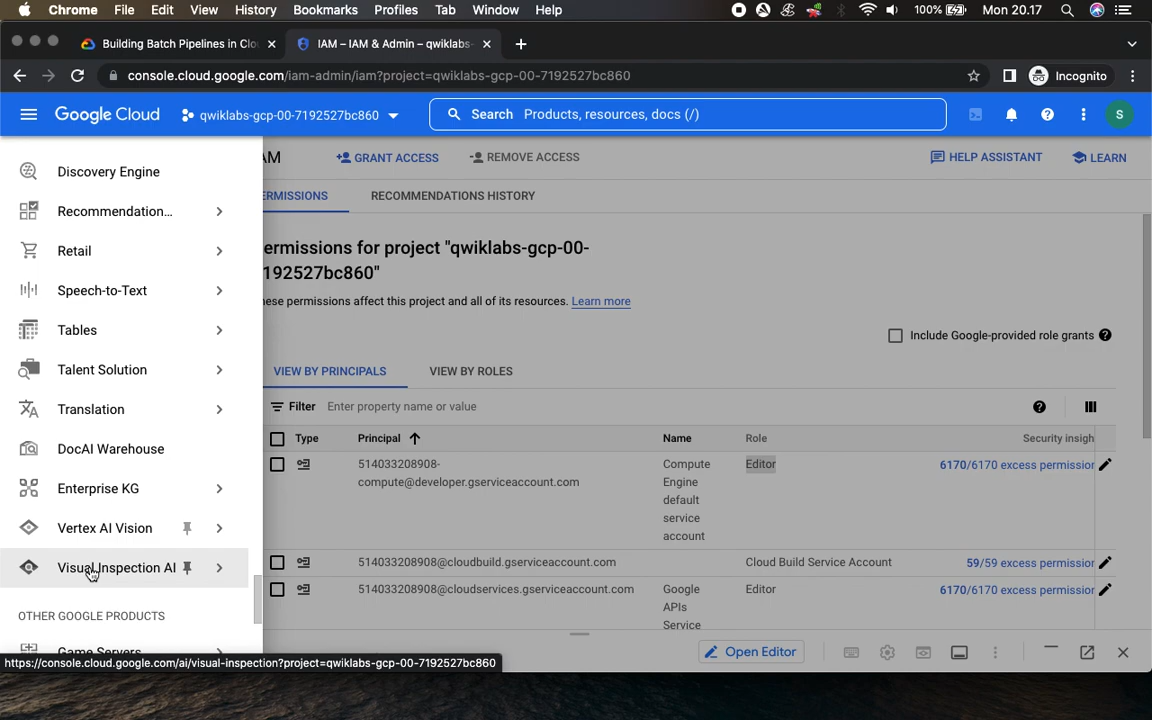 Chrome File Edit View History Bookmarks Profiles Tab Window Help 100% Mon 20.17
Building Batch Pipelines in Clo
IAM – IAM & Admin – qwiklabs-
console.cloud.google.com/iam-admin/iam?project=qwiklabs-gcp-00-7192527bc860
Incognito
Google Cloud
qwiklabs-gcp-00-7192527bc860
Search Products, resources, docs (/)
S
AM
GRANT ACCESS
REMOVE ACCESS
HELP ASSISTANT
LEARN
ERMISSIONS
RECOMMENDATIONS HISTORY
ermissions for project "qwiklabs-gcp-00-
7192527bc860"
ese permissions affect this project and all of its resources. Learn more
Include Google-provided role grants
VIEW BY PRINCIPALS
VIEW BY ROLES
Filter Enter property name or value
Type Principal Name Role Security insigh
514033208908-
compute@developer.gserviceaccount.com
Compute
Engine
default
service
account
Editor
6170/6170 excess permission
514033208908@cloudbuild.gserviceaccount.com
Cloud Build Service Account
59/59 excess permission
514033208908@cloudservices.gserviceaccount.com
Google
APIs
Service
Editor
6170/6170 excess permission
Open Editor
Discovery Engine
Recommendation...
Retail
Speech-to-Text
Tables
Talent Solution
Translation
DocAI Warehouse
Enterprise KG
Vertex AI Vision
Visual Inspection AI
OTHER GOOGLE PRODUCTS
Game Servers
https://console.cloud.google.com/ai/visual-inspection?project=qwiklabs-gcp-00-7192527bc860